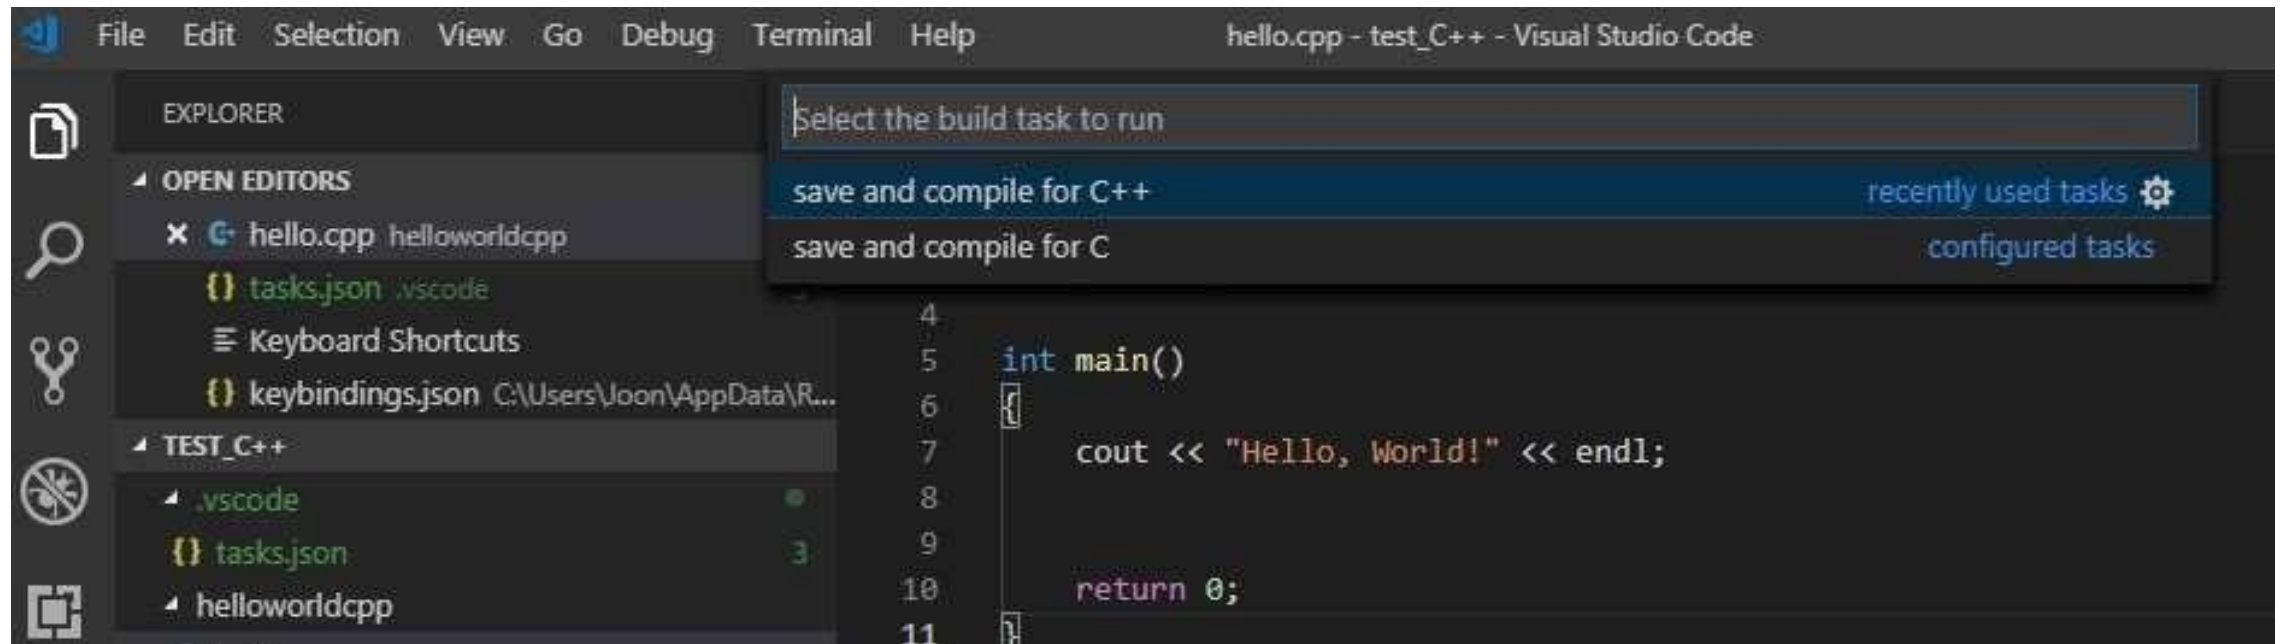 File Edit Selection View Go Debug Terminal Help hello.cpp - test_C++ - Visual Studio Code
EXPLORER
Select the build task to run
OPEN EDITORS
save and compile for C++ recently used tasks
hello.cpp helloworldcpp
save and compile for C configured tasks
tasks.json .vscode
Keyboard Shortcuts
keybindings.json C:\Users\Joon\AppData\R...
TEST_C++
.vscode
tasks.json 3
helloworldcpp
4
5 int main()
6 {
7 cout << "Hello, World!" << endl;
8
9
10 return 0;
11 }